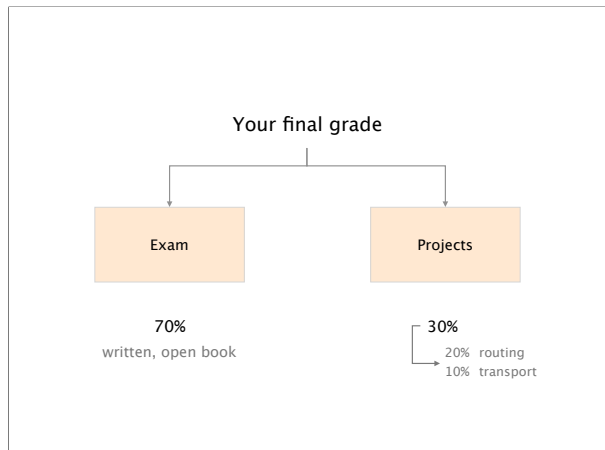 Your final grade
Exam
Projects
70%
written, open book
30%
20% routing
10% transport